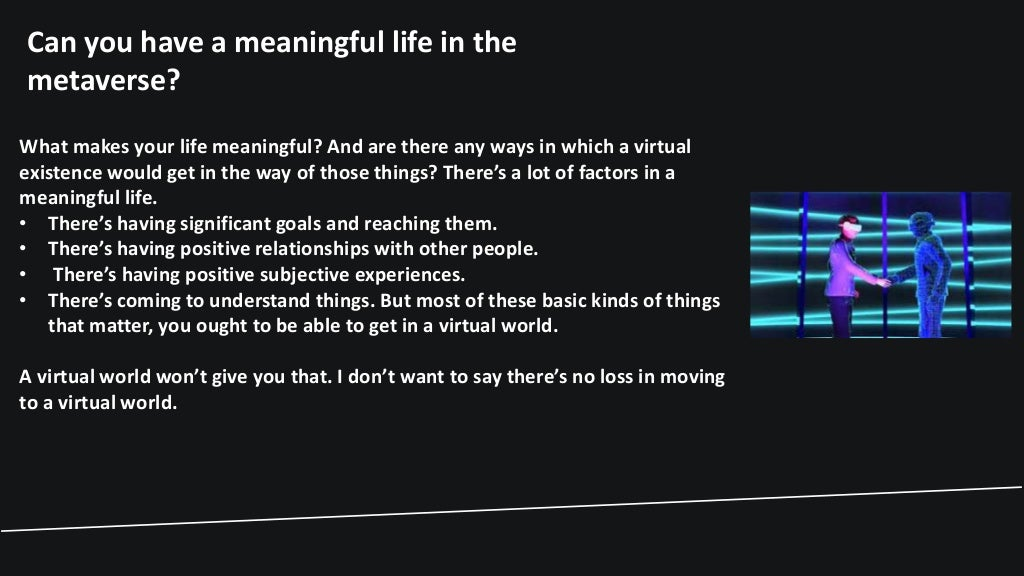 Can you have a meaningful life in the
metaverse?
What makes your life meaningful? And are there any ways in which a virtual
existence would get in the way of those things? There’s a lot of factors in a
meaningful life.
• There’s having significant goals and reaching them.
• There’s having positive relationships with other people.
• There’s having positive subjective experiences.
• There’s coming to understand things. But most of these basic kinds of things
that matter, you ought to be able to get in a virtual world.
A virtual world won’t give you that. I don’t want to say there’s no loss in moving
to a virtual world.